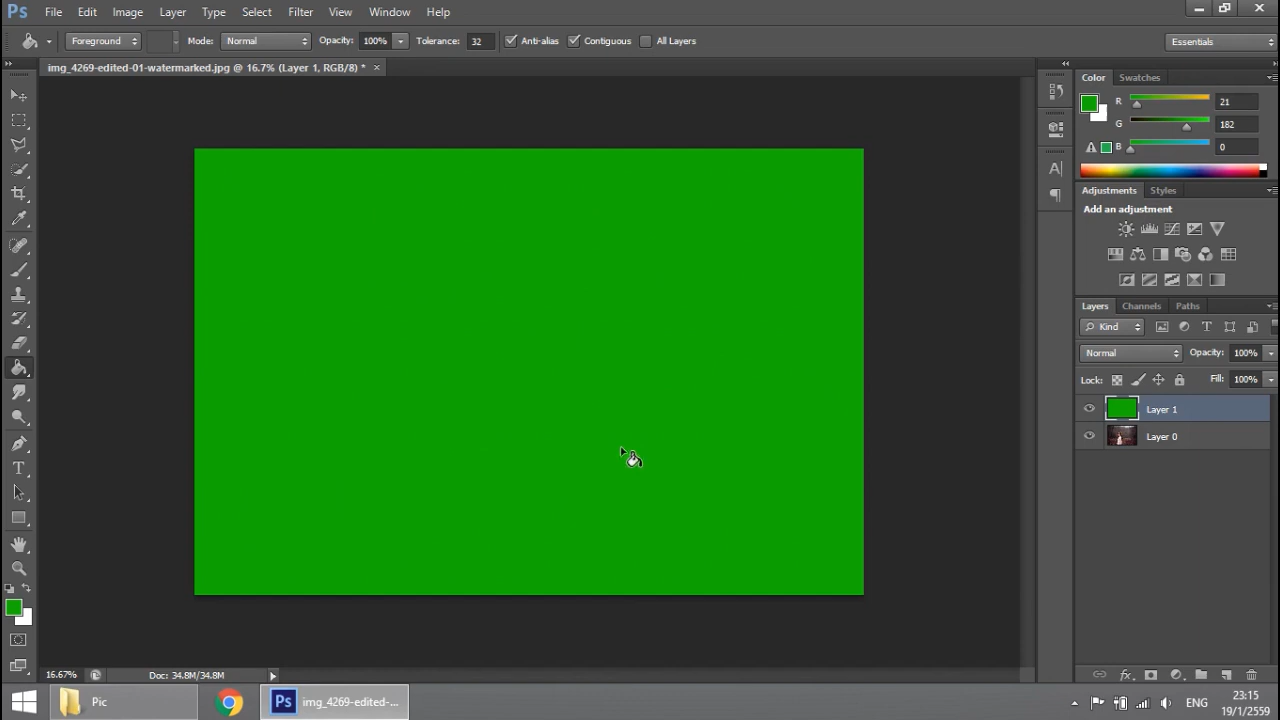 Ps File Edit Image Layer Type Select Filter View Window Help
Foreground Mode: Normal Opacity: 100% Tolerance: 32 Anti-alias Contiguous All Layers Essentials
img_4269-edited-01-watermarked.jpg @ 16.7% (Layer 1, RGB/8) * ×
Color Swatches
R 21
G 182
B 0
Adjustments Styles
Add an adjustment
Layers Channels Paths
Kind
Normal Opacity: 100%
Lock: Fill: 100%
Layer 1
Layer 0
16.67% Doc: 34.8M/34.8M fx
Pic Ps img_4269-edited-... ENG 23:15
19/1/2559